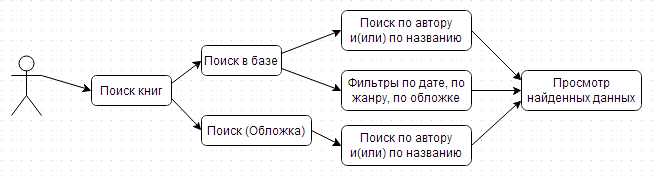 Поиск книг
Поиск в базе
Поиск (Обложка)
Поиск по автору
и(или) по названию
Фильтры по дате, по
жанру, по обложке
Поиск по автору
и(или) по названию
Просмотр
найденных данных